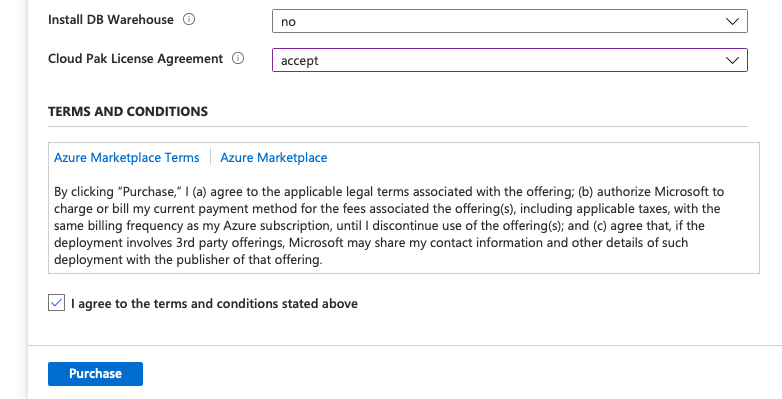 Install DB Warehouse
no
Cloud Pak License Agreement
accept
TERMS AND CONDITIONS
Azure Marketplace Terms
Azure Marketplace
By clicking “Purchase,” I (a) agree to the applicable legal terms associated with the offering; (b) authorize Microsoft to
charge or bill my current payment method for the fees associated the offering(s), including applicable taxes, with the
same billing frequency as my Azure subscription, until I discontinue use of the offering(s); and (c) agree that, if the
deployment involves 3rd party offerings, Microsoft may share my contact information and other details of such
deployment with the publisher of that offering.
I agree to the terms and conditions stated above
Purchase